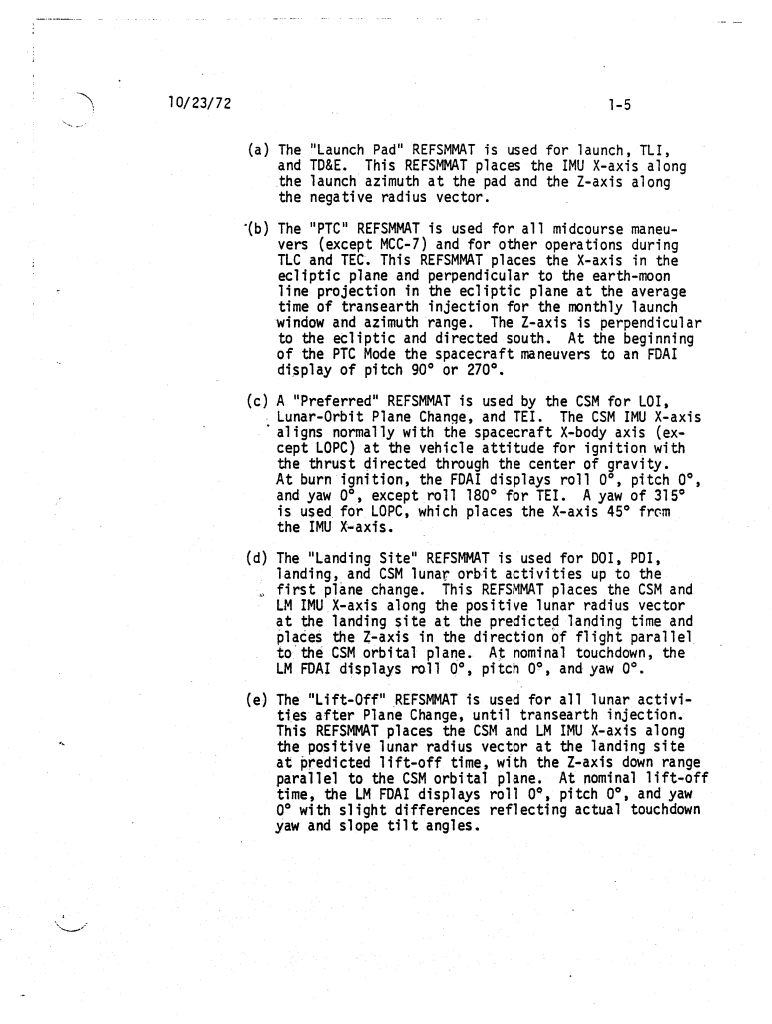 10/23/72 1-5
(a) The "Launch Pad" REFSMMAT is used for launch, TLI,
and TD&E. This REFSMMAT places the IMU X-axis along
the launch azimuth at the pad and the Z-axis along
the negative radius vector.
(b) The "PTC" REFSMMAT is used for all midcourse maneu-
vers (except MCC-7) and for other operations during
TLC and TEC. This REFSMMAT places the X-axis in the
ecliptic plane and perpendicular to the earth-moon
line projection in the ecliptic plane at the average
time of transearth injection for the monthly launch
window and azimuth range. The Z-axis is perpendicular
to the ecliptic and directed south. At the beginning
of the PTC Mode the spacecraft maneuvers to an FDAI
display of pitch 90° or 270°.
(c) A "Preferred" REFSMMAT is used by the CSM for LOI,
Lunar-Orbit Plane Change, and TEI. The CSM IMU X-axis
aligns normally with the spacecraft X-body axis (ex-
cept LOPC) at the vehicle attitude for ignition with
the thrust directed through the center of gravity.
At burn ignition, the FDAI displays roll 0°, pitch 0°,
and yaw 0°, except roll 180° for TEI. A yaw of 315°
is used for LOPC, which places the X-axis 45° from
the IMU X-axis.
(d) The "Landing Site" REFSMMAT is used for DOI, PDI,
landing, and CSM lunar orbit activities up to the
first plane change. This REFSMMAT places the CSM and
LM IMU X-axis along the positive lunar radius vector
at the landing site at the predicted landing time and
places the Z-axis in the direction of flight parallel
to the CSM orbital plane. At nominal touchdown, the
LM FDAI displays roll 0°, pitch 0°, and yaw 0°.
(e) The "Lift-Off" REFSMMAT is used for all lunar activi-
ties after Plane Change, until transearth injection.
This REFSMMAT places the CSM and LM IMU X-axis along
the positive lunar radius vector at the landing site
at predicted lift-off time, with the Z-axis down range
parallel to the CSM orbital plane. At nominal lift-off
time, the LM FDAI displays roll 0°, pitch 0°, and yaw
0° with slight differences reflecting actual touchdown
yaw and slope tilt angles.